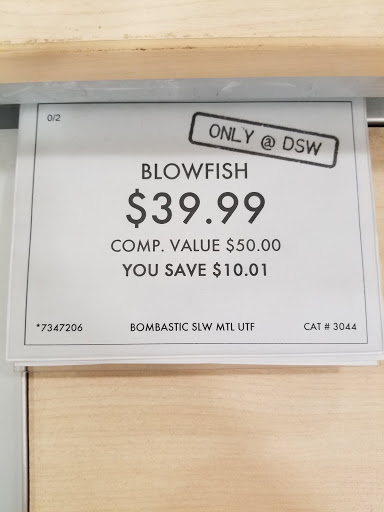 0/2
ONLY @ DSW
BLOWFISH
$39.99
COMP. VALUE $50.00
YOU SAVE $10.01
*7347206 BOMBASTIC SLW MTL UTF CAT # 3044